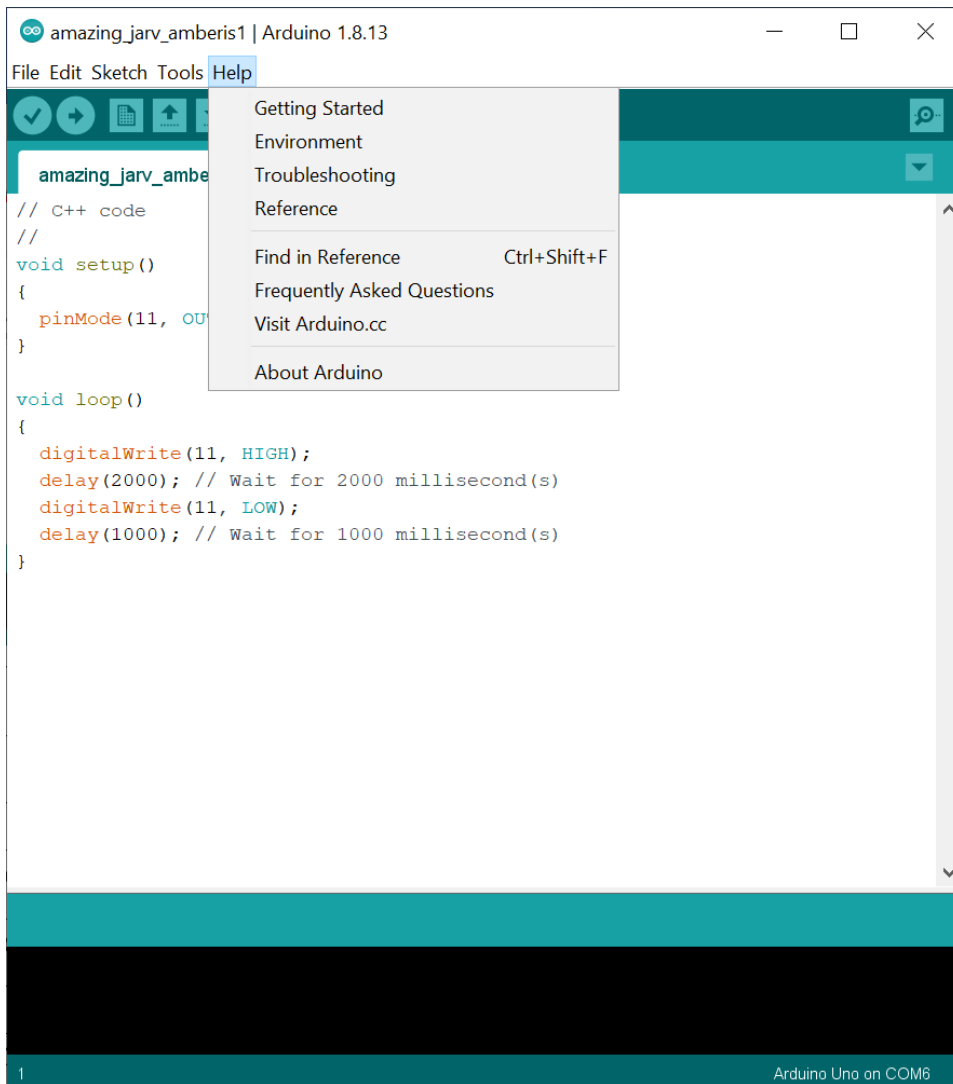 amazing_jarv_amberis1 | Arduino 1.8.13
File Edit Sketch Tools Help
Getting Started
Environment
Troubleshooting
Reference
Find in Reference Ctrl+Shift+F
Frequently Asked Questions
Visit Arduino.cc
About Arduino
amazing_jarv_ambe
// C++ code
//
void setup()
{
  pinMode(11, OU
}
void loop()
{
  digitalWrite(11, HIGH);
  delay(2000); // Wait for 2000 millisecond(s)
  digitalWrite(11, LOW);
  delay(1000); // Wait for 1000 millisecond(s)
}
1 Arduino Uno on COM6